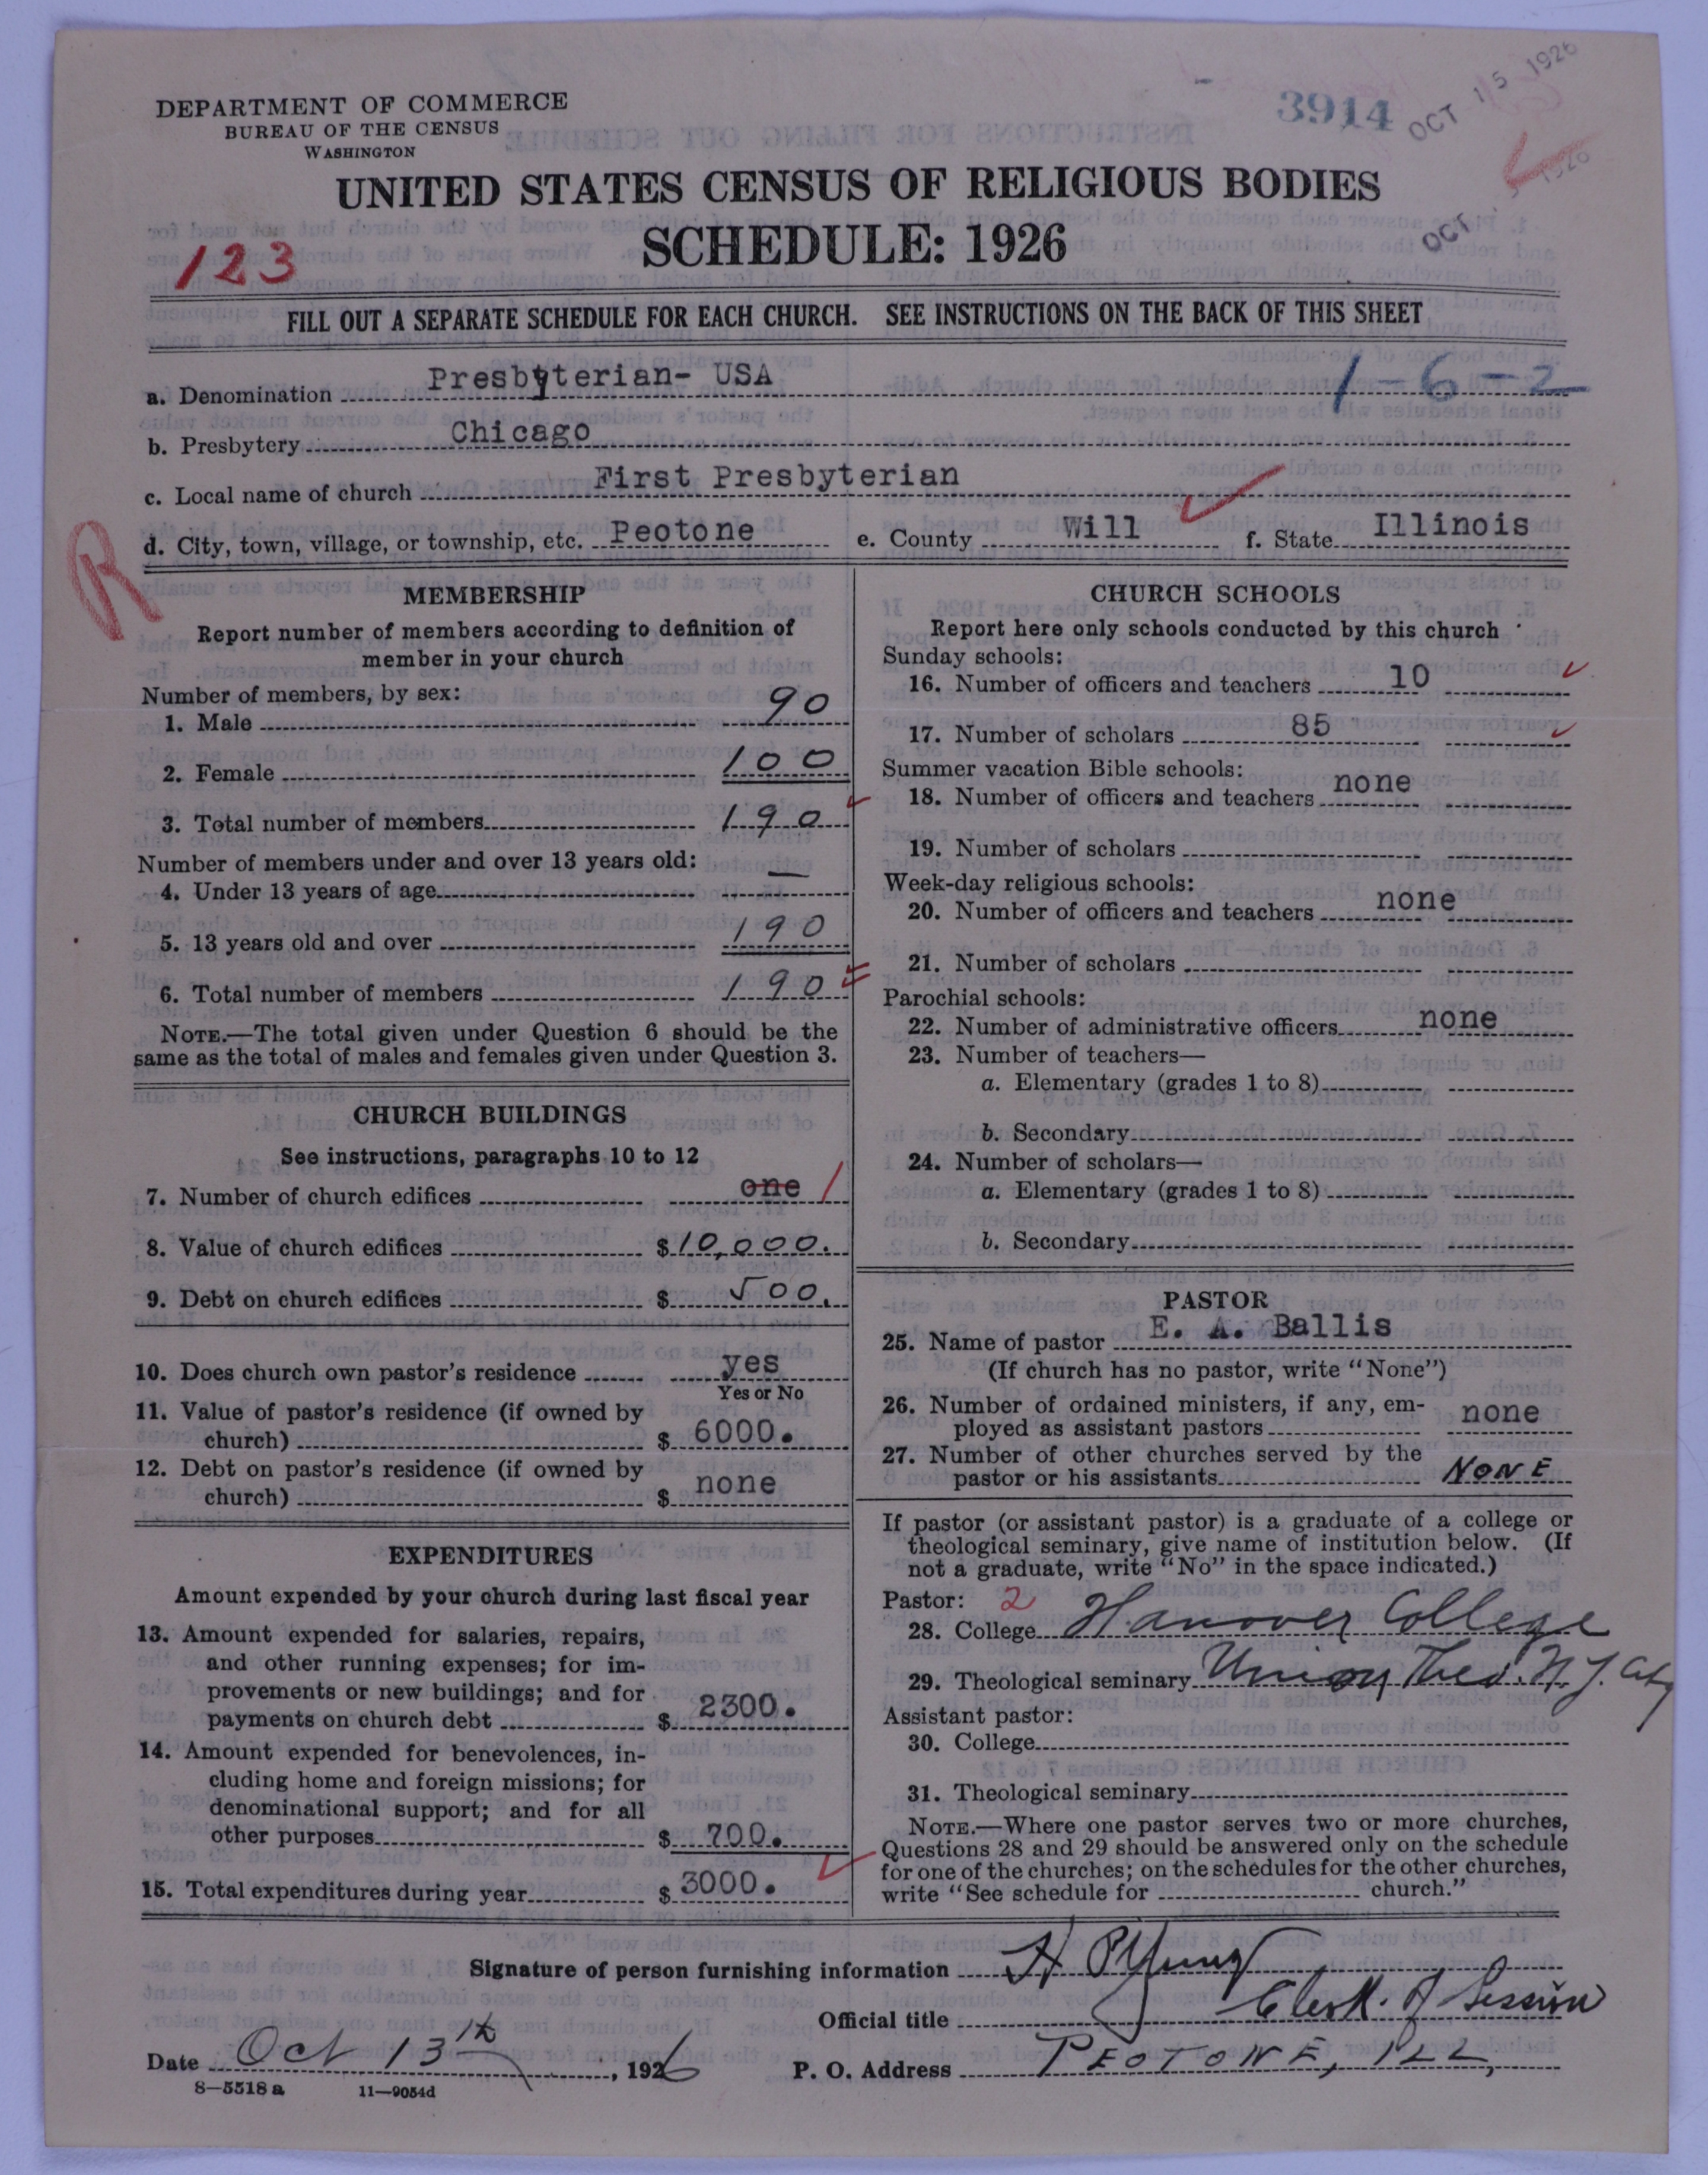 DEPARTMENT OF COMMERCE
BUREAU OF THE CENSUS
WASHINGTON
3914
OCT 15 1926
OCT 1926
UNITED STATES CENSUS OF RELIGIOUS BODIES
SCHEDULE: 1926
123
FILL OUT A SEPARATE SCHEDULE FOR EACH CHURCH. SEE INSTRUCTIONS ON THE BACK OF THIS SHEET
a. Denomination Presbyterian- USA 1-6-2
b. Presbytery Chicago
c. Local name of church First Presbyterian
d. City, town, village, or township, etc. Peotone e. County Will f. State Illinois
R
MEMBERSHIP
Report number of members according to definition of
member in your church
Number of members, by sex:
1. Male 90
2. Female 100
3. Total number of members 190
Number of members under and over 13 years old:
4. Under 13 years of age —
5. 13 years old and over 190
6. Total number of members 190
NOTE.—The total given under Question 6 should be the
same as the total of males and females given under Question 3.
CHURCH BUILDINGS
See instructions, paragraphs 10 to 12
7. Number of church edifices one 1
8. Value of church edifices $ 10,000.
9. Debt on church edifices $ 500.
10. Does church own pastor's residence yes
Yes or No
11. Value of pastor's residence (if owned by
church) $ 6000.
12. Debt on pastor's residence (if owned by
church) $ none
EXPENDITURES
Amount expended by your church during last fiscal year
13. Amount expended for salaries, repairs,
and other running expenses; for im-
provements or new buildings; and for
payments on church debt $ 2300.
14. Amount expended for benevolences, in-
cluding home and foreign missions; for
denominational support; and for all
other purposes $ 700.
15. Total expenditures during year $ 3000.
CHURCH SCHOOLS
Report here only schools conducted by this church
Sunday schools:
16. Number of officers and teachers 10
17. Number of scholars 85
Summer vacation Bible schools:
18. Number of officers and teachers none
19. Number of scholars
Week-day religious schools:
20. Number of officers and teachers none
21. Number of scholars
Parochial schools:
22. Number of administrative officers none
23. Number of teachers—
a. Elementary (grades 1 to 8)
b. Secondary
24. Number of scholars—
a. Elementary (grades 1 to 8)
b. Secondary
PASTOR
25. Name of pastor E. A. Ballis
(If church has no pastor, write "None")
26. Number of ordained ministers, if any, em-
ployed as assistant pastors none
27. Number of other churches served by the
pastor or his assistants NONE
If pastor (or assistant pastor) is a graduate of a college or
theological seminary, give name of institution below. (If
not a graduate, write "No" in the space indicated.)
Pastor: 2
28. College Hanover College
29. Theological seminary Union Theo. N.Y. City
Assistant pastor:
30. College
31. Theological seminary
NOTE.—Where one pastor serves two or more churches,
Questions 28 and 29 should be answered only on the schedule
for one of the churches; on the schedules for the other churches,
write "See schedule for church."
Signature of person furnishing information H P Young
Official title Clerk. of Session
Date Oct 13th, 1926 P. O. Address PEOTONE, ILL,
8—5518 a 11—9054d